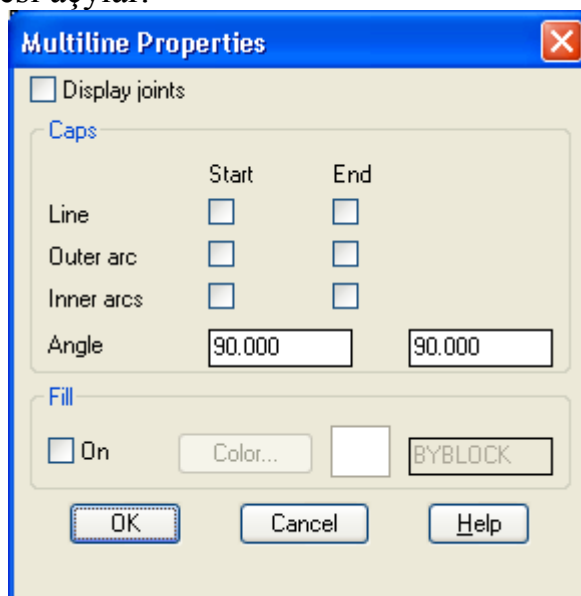 açylar.
Multiline Properties
Display joints
Caps
Start End
Line
Outer arc
Inner arcs
Angle 90.000 90.000
Fill
On Color... BYBLOCK
OK Cancel Help